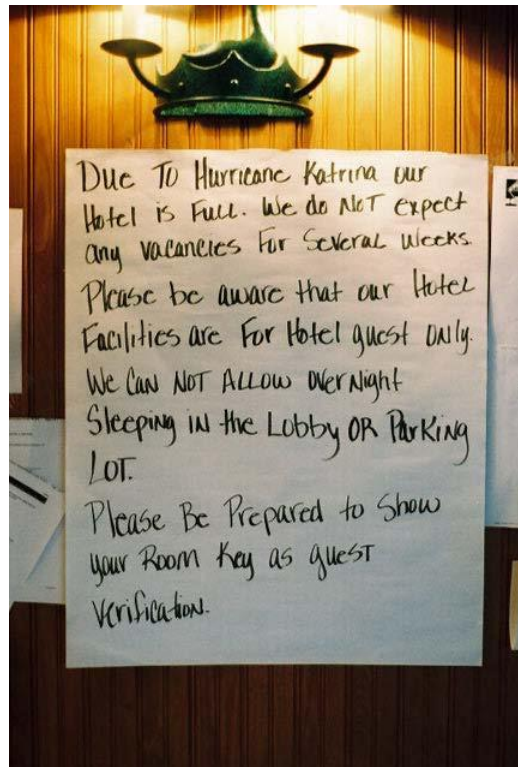 Due To Hurricane Katrina our
Hotel is Full. We do NOT expect
any vacancies For Several Weeks.
Please be aware that our Hotel
Facilities are For Hotel guest only.
We Can NOT ALLOW over Night
Sleeping in the Lobby OR Parking
LOT.
Please Be Prepared to Show
your Room Key as guest
verification.